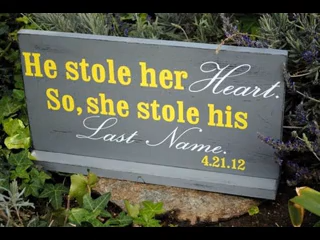 He stole her Heart.
So, she stole his
Last Name.
4.21.12